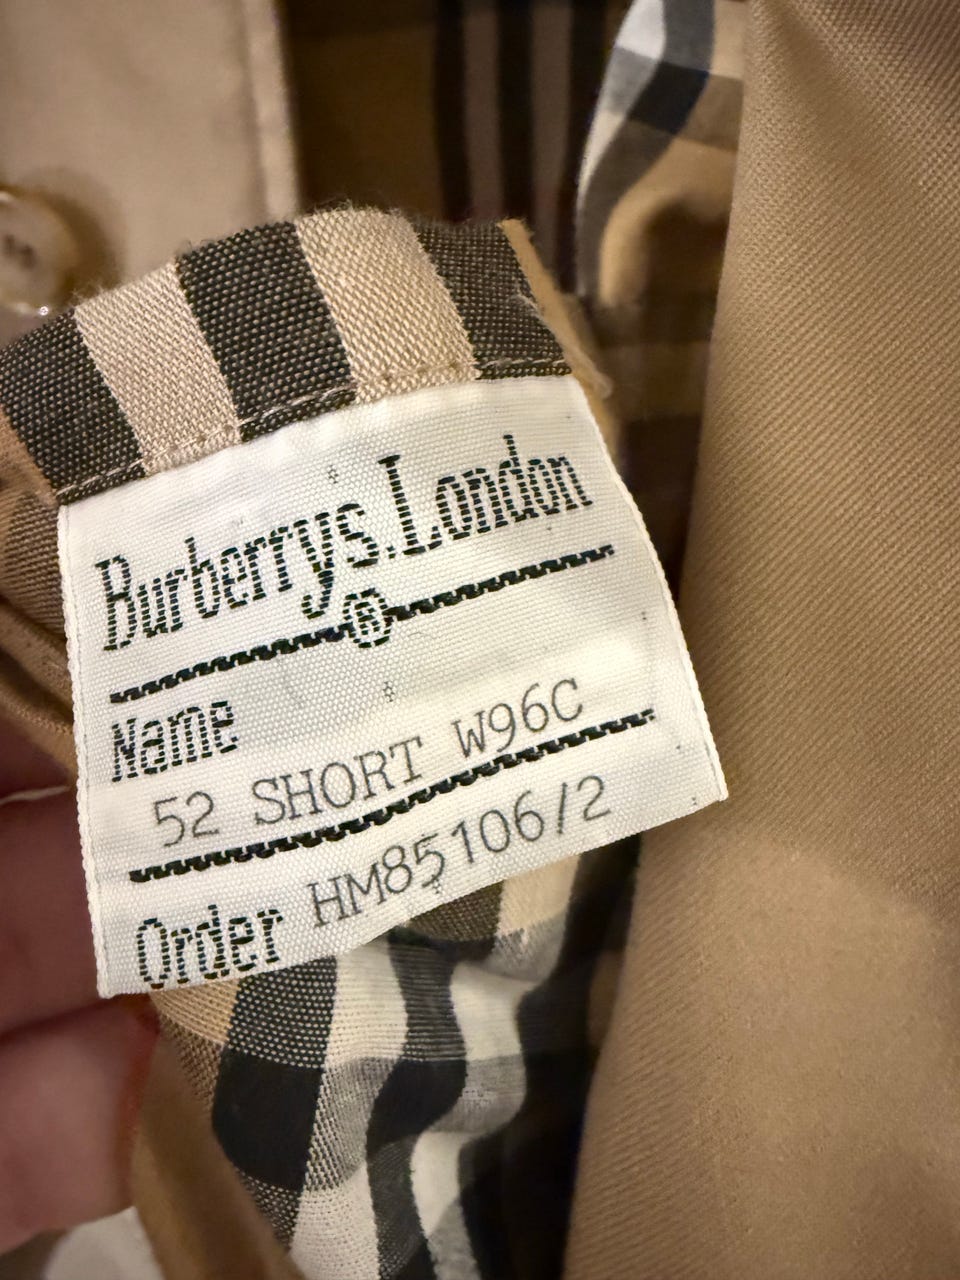 Burberrys.London
®
Name
52 SHORT W96C
Order HM85106/2